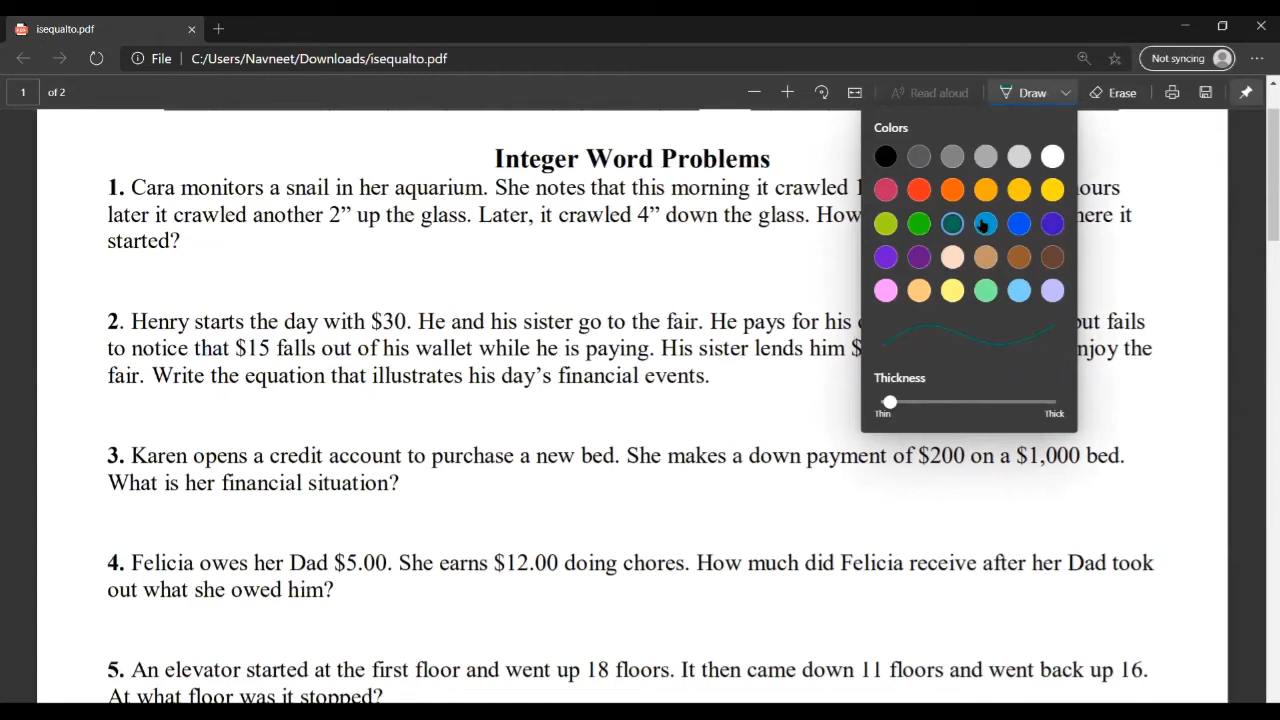 isequalto.pdf
File | C:/Users/Navneet/Downloads/isequalto.pdf
Not syncing
1 of 2
Read aloud
Draw
Erase
Colors
Thickness
Thin
Thick
Integer Word Problems
1. Cara monitors a snail in her aquarium. She notes that this morning it crawled
later it crawled another 2” up the glass. Later, it crawled 4” down the glass. How here it
started?
2. Henry starts the day with $30. He and his sister go to the fair. He pays for his but fails
to notice that $15 falls out of his wallet while he is paying. His sister lends him the
fair. Write the equation that illustrates his day’s financial events.
3. Karen opens a credit account to purchase a new bed. She makes a down payment of $200 on a $1,000 bed.
What is her financial situation?
4. Felicia owes her Dad $5.00. She earns $12.00 doing chores. How much did Felicia receive after her Dad took
out what she owed him?
5. An elevator started at the first floor and went up 18 floors. It then came down 11 floors and went back up 16.
At what floor was it stopped?